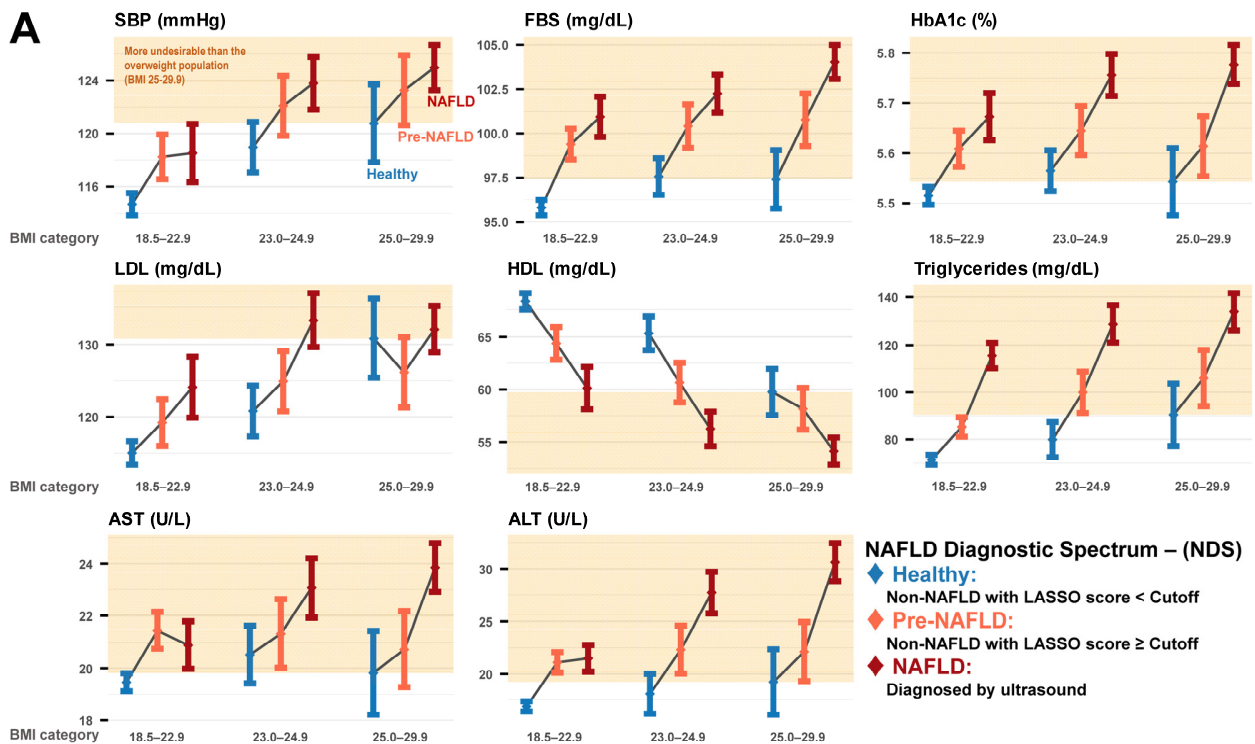 A
SBP (mmHg)
More undesirable than the
overweight population
(BMI 25-29.9)
124
120
116
NAFLD
Pre-NAFLD
Healthy
BMI category
18.5–22.9
23.0–24.9
25.0–29.9
FBS (mg/dL)
105.0
102.5
100.0
97.5
95.0
18.5–22.9
23.0–24.9
25.0–29.9
HbA1c (%)
5.8
5.7
5.6
5.5
18.5–22.9
23.0–24.9
25.0–29.9
LDL (mg/dL)
130
120
BMI category
18.5–22.9
23.0–24.9
25.0–29.9
HDL (mg/dL)
65
60
55
18.5–22.9
23.0–24.9
25.0–29.9
Triglycerides (mg/dL)
140
120
100
80
18.5–22.9
23.0–24.9
25.0–29.9
AST (U/L)
24
22
20
18
BMI category
18.5–22.9
23.0–24.9
25.0–29.9
ALT (U/L)
30
25
20
18.5–22.9
23.0–24.9
25.0–29.9
NAFLD Diagnostic Spectrum – (NDS)
Healthy:
Non-NAFLD with LASSO score < Cutoff
Pre-NAFLD:
Non-NAFLD with LASSO score ≥ Cutoff
NAFLD:
Diagnosed by ultrasound